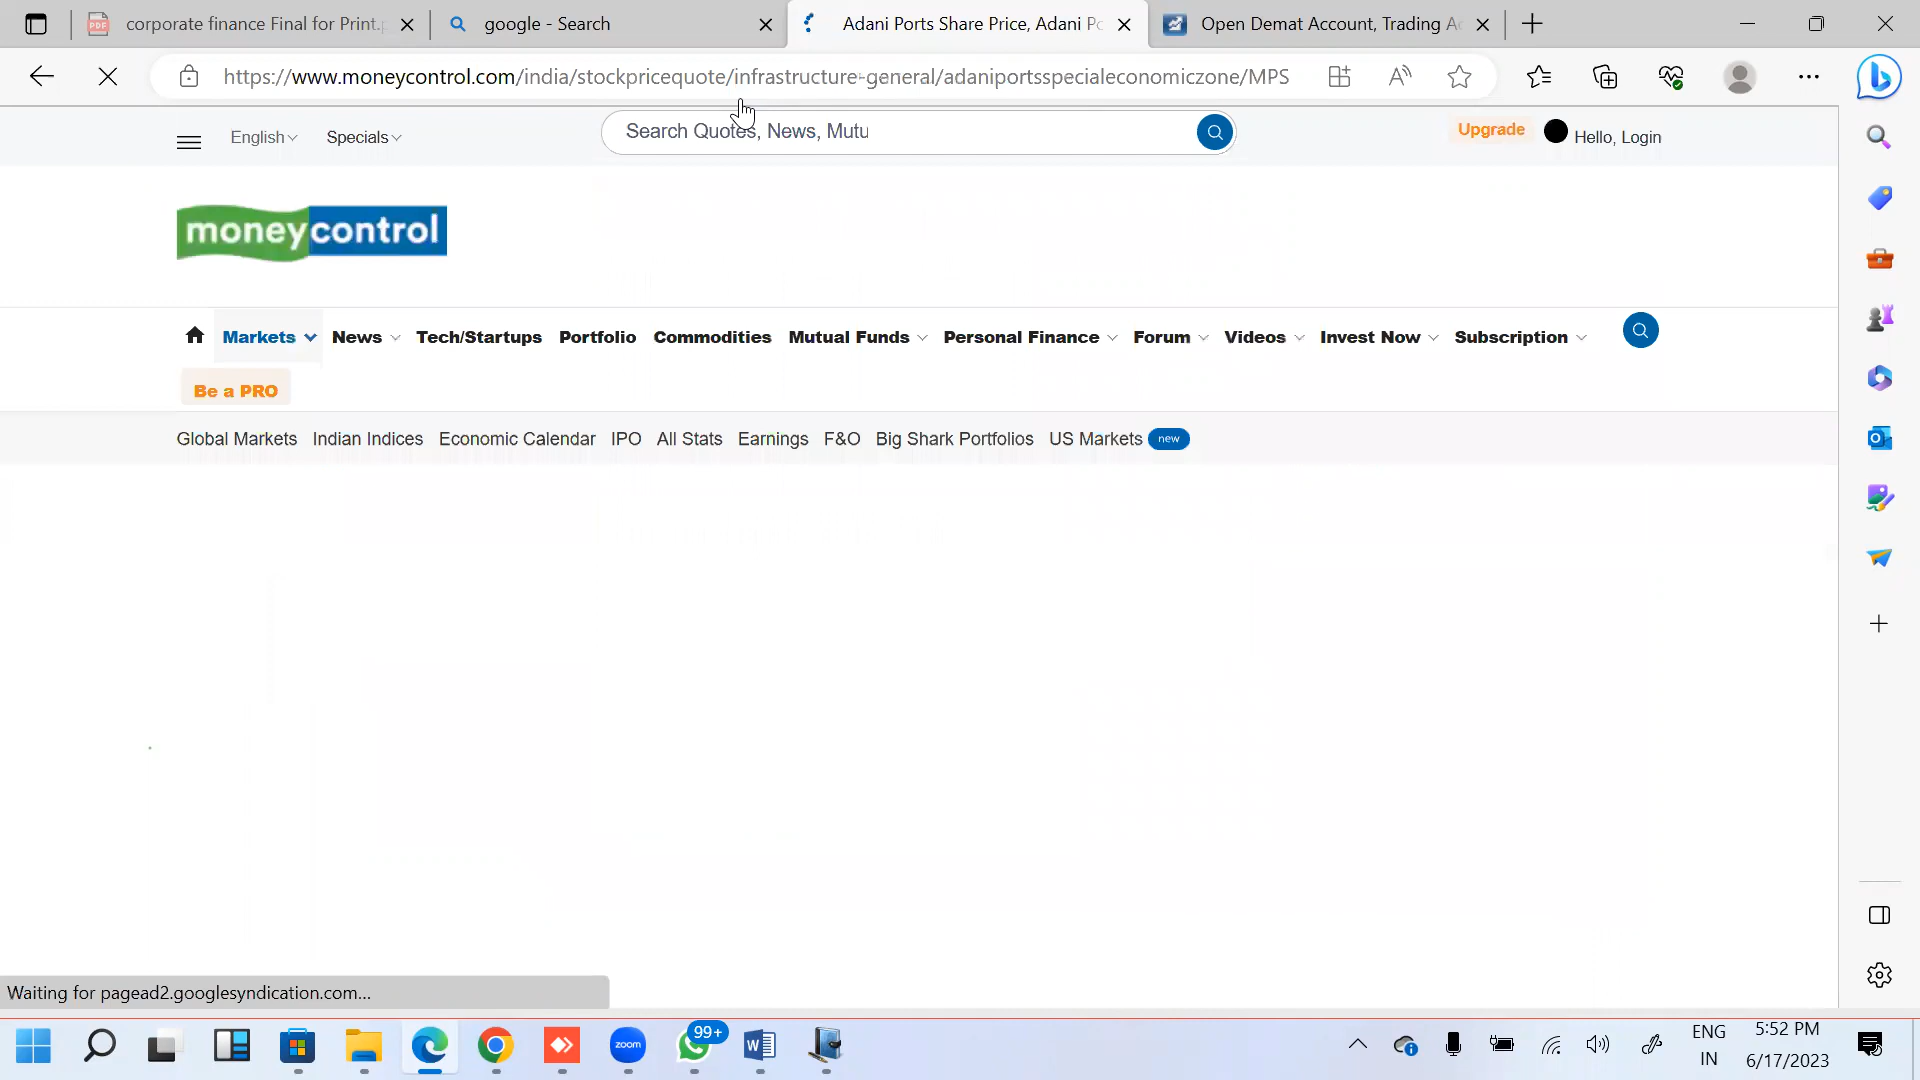 corporate finance Final for Print.p
google - Search
Adani Ports Share Price, Adani Po
Open Demat Account, Trading Ac
https://www.moneycontrol.com/india/stockpricequote/infrastructure-general/adaniportsspecialeconomiczone/MPS
English
Specials
Search Quotes, News, Mutu
Upgrade
Hello, Login
moneycontrol
Markets News Tech/Startups Portfolio Commodities Mutual Funds Personal Finance Forum Videos Invest Now Subscription
Be a PRO
Global Markets Indian Indices Economic Calendar IPO All Stats Earnings F&O Big Shark Portfolios US Markets new
Waiting for pagead2.googlesyndication.com...
zoom
99+
ENG
IN
5:52 PM
6/17/2023